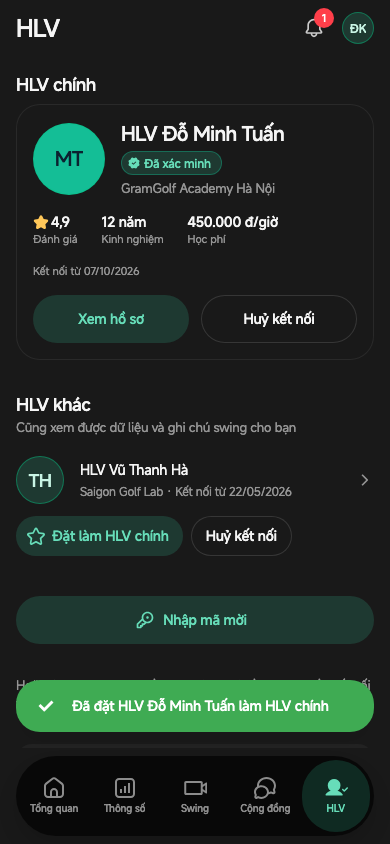 HLV
1
ĐK
HLV chính
MT
HLV Đỗ Minh Tuấn
Đã xác minh
GramGolf Academy Hà Nội
4,9
12 năm
450.000 đ/giờ
Đánh giá
Kinh nghiệm
Học phí
Kết nối từ 07/10/2026
Xem hồ sơ
Huỷ kết nối
HLV khác
Cũng xem được dữ liệu và ghi chú swing cho bạn
TH
HLV Vũ Thanh Hà
Saigon Golf Lab · Kết nối từ 22/05/2026
Đặt làm HLV chính
Huỷ kết nối
Nhập mã mời
Đã đặt HLV Đỗ Minh Tuấn làm HLV chính
Tổng quan
Thông số
Swing
Cộng đồng
HLV